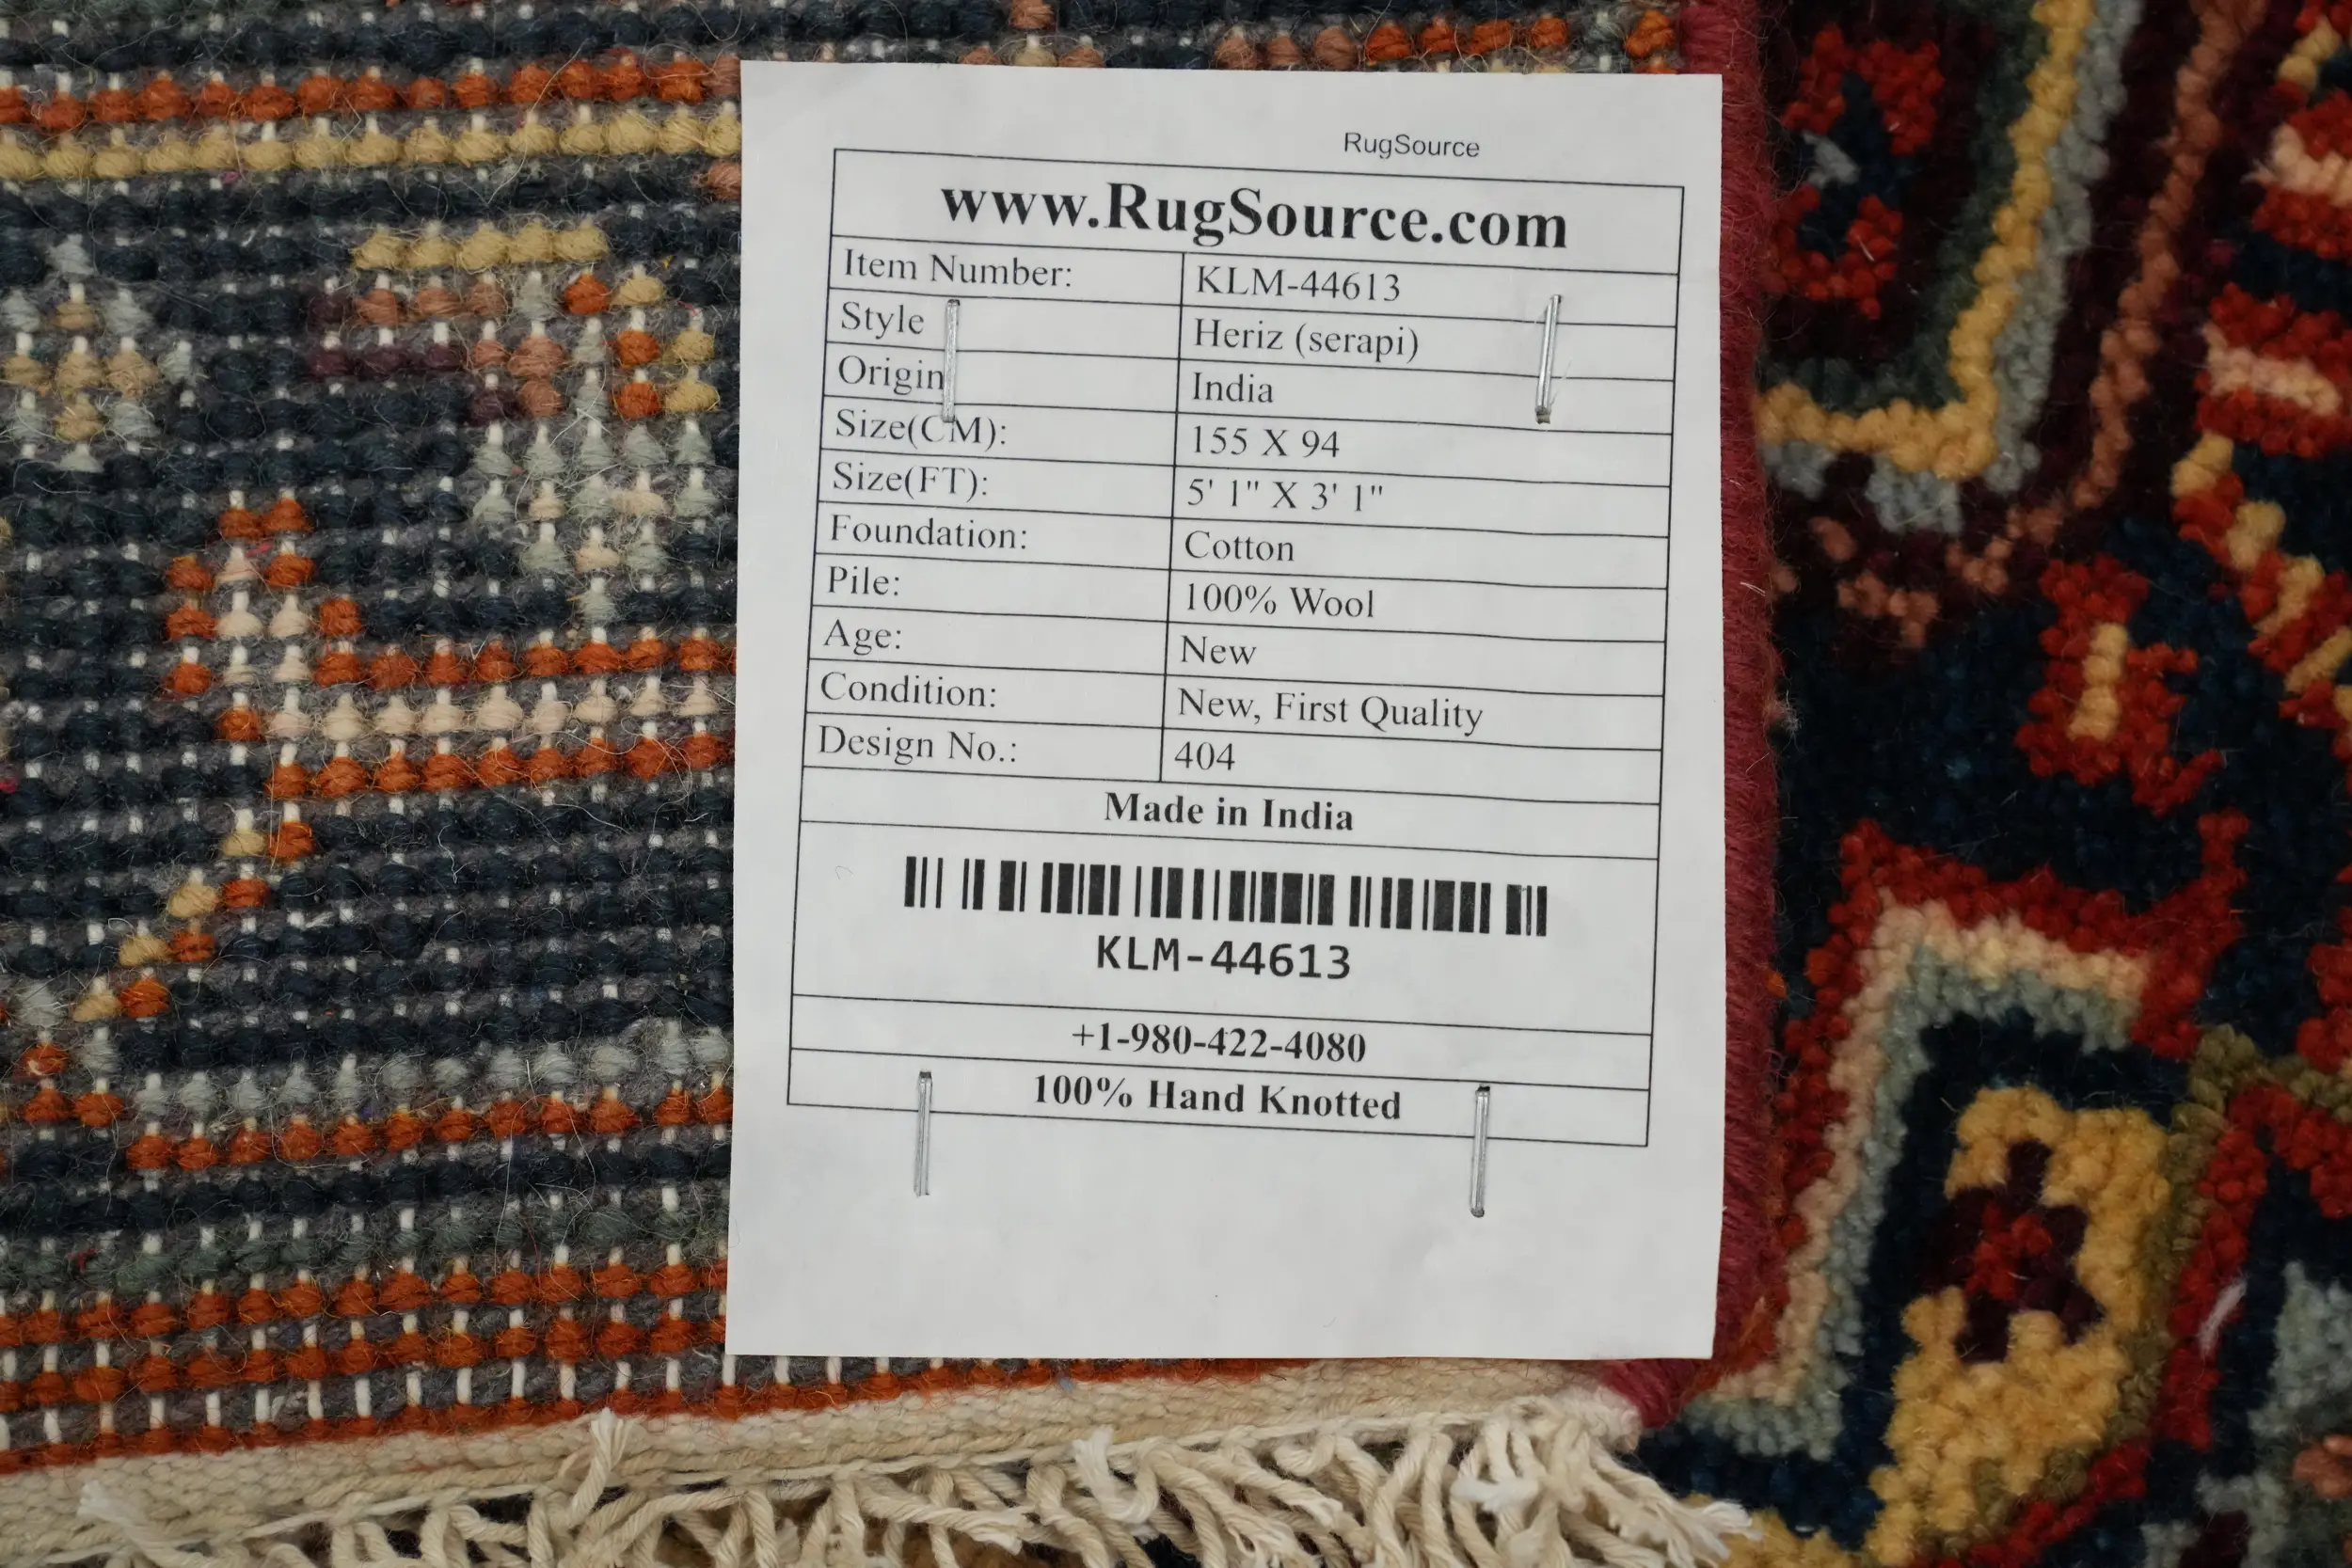 RugSource
www.RugSource.com
Item Number: KLM-44613
Style Heriz (serapi)
Origin India
Size(CM): 155 X 94
Size(FT): 5' 1" X 3' 1"
Foundation: Cotton
Pile: 100% Wool
Age: New
Condition: New, First Quality
Design No.: 404
Made in India
KLM-44613
+1-980-422-4080
100% Hand Knotted